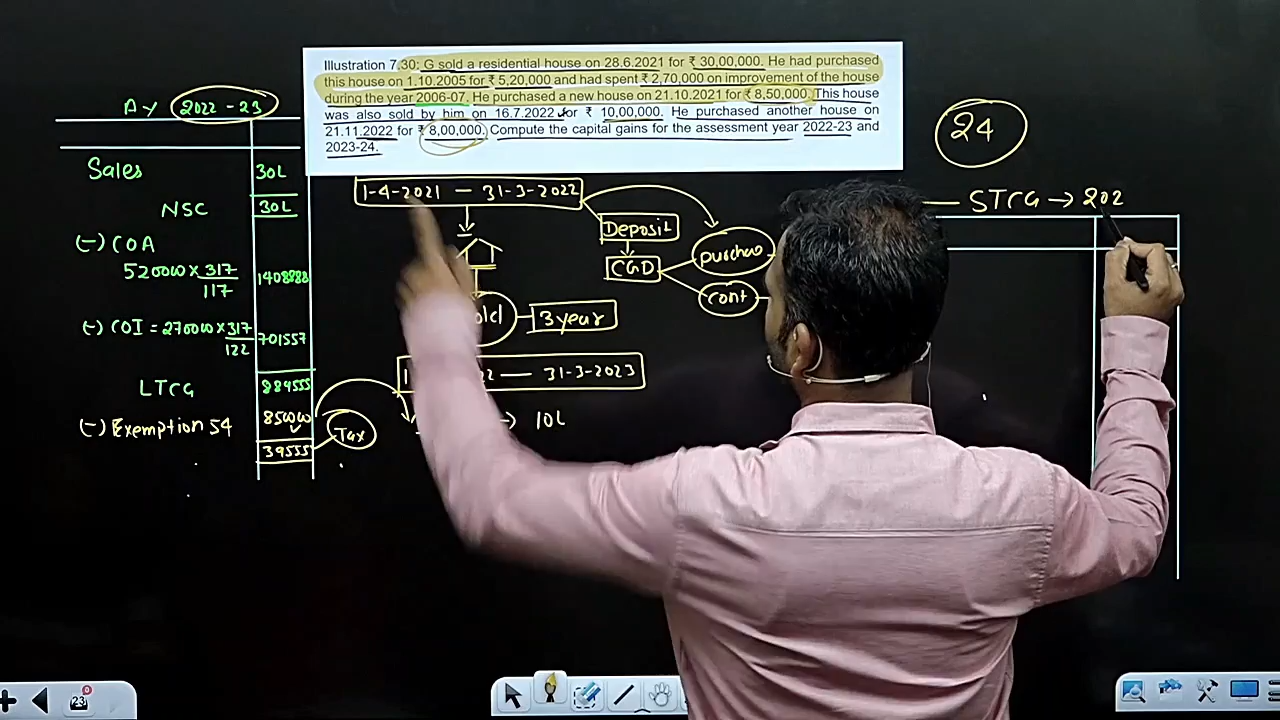 Illustration 7.30: G sold a residential house on 28.6.2021 for ₹ 30,00,000. He had purchased
this house on 1.10.2005 for ₹ 5,20,000 and had spent ₹ 2,70,000 on improvement of the house
during the year 2006-07. He purchased a new house on 21.10.2021 for ₹ 8,50,000. This house
was also sold by him on 16.7.2022 for ₹ 10,00,000. He purchased another house on
21.11.2022 for ₹ 8,00,000. Compute the capital gains for the assessment year 2022-23 and
2023-24.
AY 2022-23
Sales 30L
NSC 30L
(-) COA
520000 × 317/117 1408888
(-) COI = 270000 × 317/122 701557
LTCG 889555
(-) Exemption 54 850000
39555
Tax
1-4-2021 — 31-3-2022
Deposit
CGD
purchas
Cont
3 year
— 31-3-2023
→ 10L
24
— STCG → 202
23